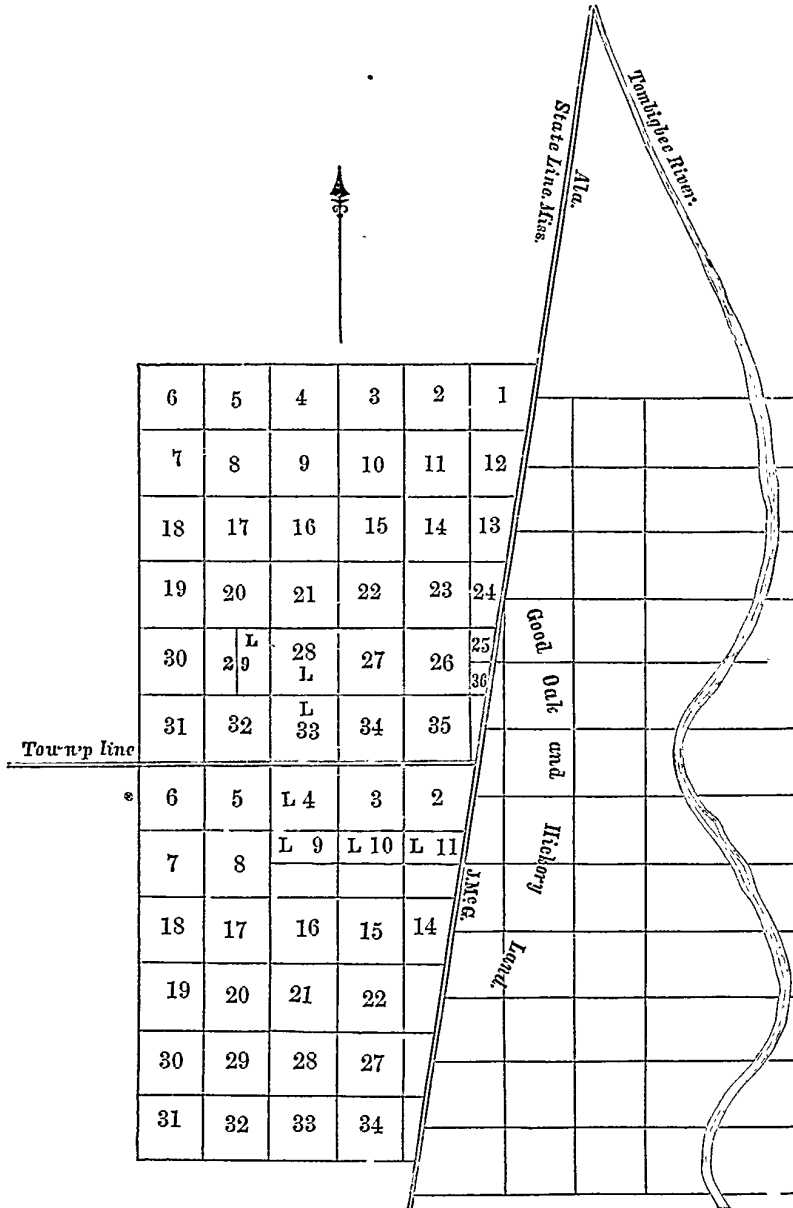 Tombigbee River.
Ala.
State Line. Miss.
6 5 4 3 2 1
7 8 9 10 11 12
18 17 16 15 14 13
19 20 21 22 23 24
30 2 9 L 28 L 27 26 25
36
31 32 L 33 34 35
Town'p line
6 5 L 4 3 2
7 8 L 9 L 10 L 11
J. McG.
18 17 16 15 14
19 20 21 22
30 29 28 27
31 32 33 34
Good Oak and Hickory Land.